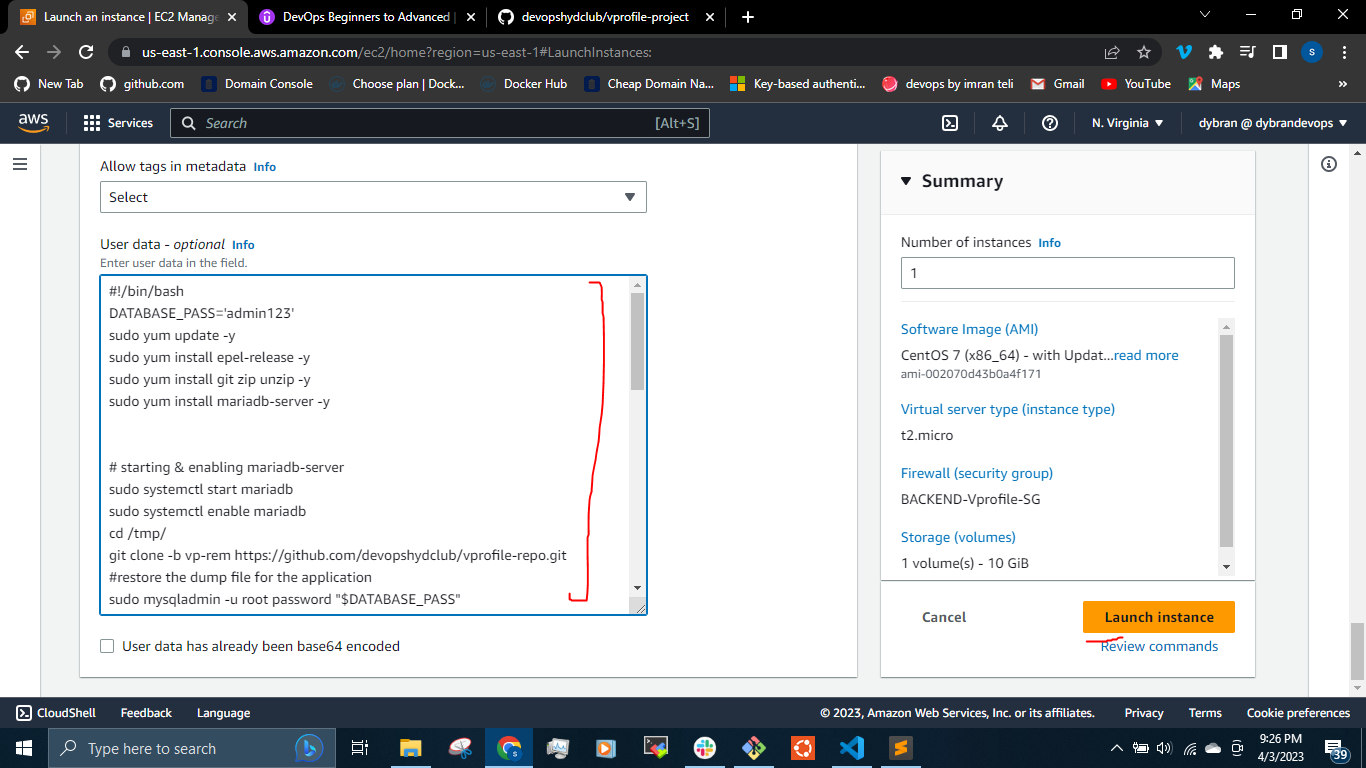 Launch an instance | EC2 Manage
DevOps Beginners to Advanced |
devopshydclub/vprofile-project
us-east-1.console.aws.amazon.com/ec2/home?region=us-east-1#LaunchInstances:
S
New Tab
github.com
Domain Console
Choose plan | Dock...
Docker Hub
Cheap Domain Na...
Key-based authenti...
devops by imran teli
Gmail
YouTube
Maps
»
aws
Services
Search
[Alt+S]
N. Virginia
dybran @ dybrandevops
Allow tags in metadata Info
Select
User data - optional Info
Enter user data in the field.
#!/bin/bash
DATABASE_PASS='admin123'
sudo yum update -y
sudo yum install epel-release -y
sudo yum install git zip unzip -y
sudo yum install mariadb-server -y
# starting & enabling mariadb-server
sudo systemctl start mariadb
sudo systemctl enable mariadb
cd /tmp/
git clone -b vp-rem https://github.com/devopshydclub/vprofile-repo.git
#restore the dump file for the application
sudo mysqladmin -u root password "$DATABASE_PASS"
User data has already been base64 encoded
Summary
Number of instances Info
1
Software Image (AMI)
CentOS 7 (x86_64) - with Updat...read more
ami-002070d43b0a4f171
Virtual server type (instance type)
t2.micro
Firewall (security group)
BACKEND-Vprofile-SG
Storage (volumes)
1 volume(s) - 10 GiB
Cancel
Launch instance
Review commands
CloudShell
Feedback
Language
© 2023, Amazon Web Services, Inc. or its affiliates.
Privacy
Terms
Cookie preferences
Type here to search
9:26 PM
4/3/2023
39